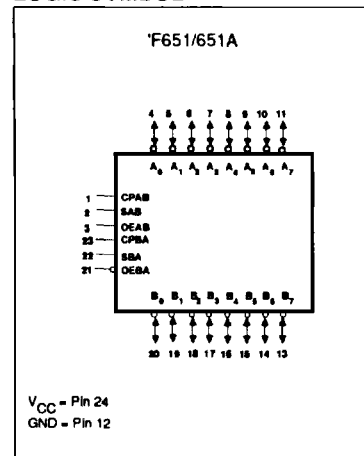 'F651/651A
4 5 6 7 8 9 10 11
A0 A1 A2 A3 A4 A5 A6 A7
1 CPAB
2 SAB
3 OEAB
23 CPBA
22 SBA
21 OEBA
B0 B1 B2 B3 B4 B5 B6 B7
20 19 18 17 16 15 14 13
VCC = Pin 24
GND = Pin 12